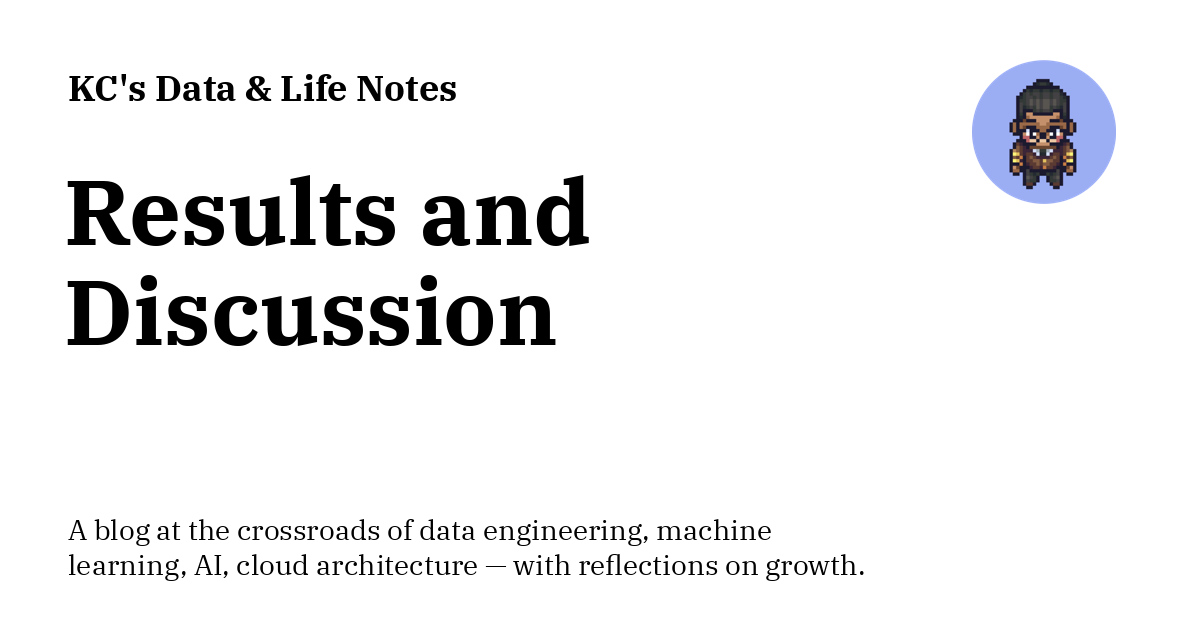 KC's Data & Life Notes
Results and
Discussion
A blog at the crossroads of data engineering, machine
learning, AI, cloud architecture — with reflections on growth.